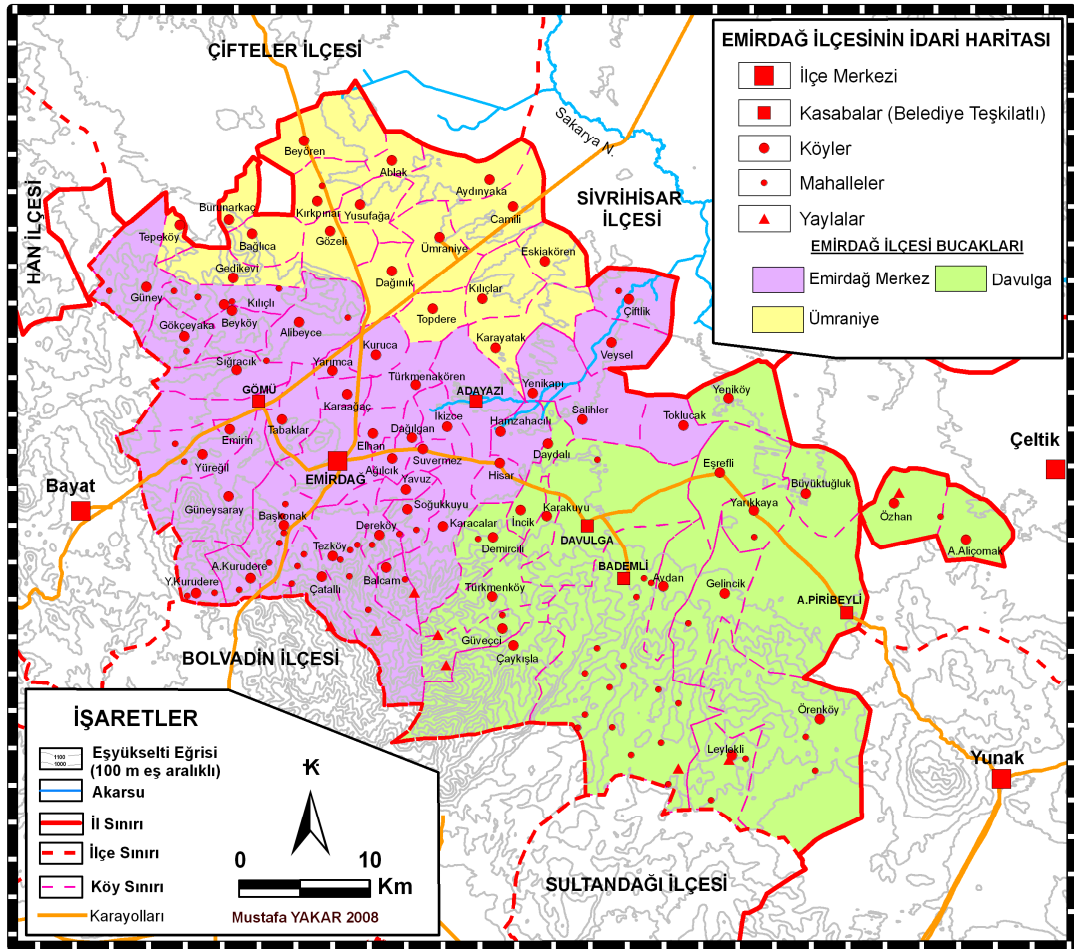 ÇİFTELER İLÇESİ
EMİRDAĞ İLÇESİNİN İDARİ HARİTASI
İlçe Merkezi
Kasabalar (Belediye Teşkilatlı)
Köyler
Mahalleler
Yaylalar
EMİRDAĞ İLÇESİ BUCAKLARI
Emirdağ Merkez
Davulga
Ümraniye
Sakarya N.
SİVRİHİSAR
İLÇESİ
HAN İLÇESİ
Beyören
Ablak
Aydınyaka
Camili
Burunarkaç
Kırkpınar
Yusufağa
Tepeköy
Bağlıca
Gözeli
Ümraniye
Eskiakören
Gedikevi
Dağınık
Kılıçlar
Güney
Kılıçlı
Beyköy
Topdere
Çiftlik
Gökçeyaka
Alibeyce
Karayatak
Veysel
Sığracık
Yarımca
Kuruca
Türkmenakören
Yenikapı
Yeniköy
GÖMÜ
Karaağaç
ADAYAZI
Tabaklar
İkizce
Hamzahacılı
Salihler
Toklucak
Emirin
Elhan
Dağılgan
Daydalı
Çeltik
Yüreğil
EMİRDAĞ
Ağılcık
Suvermez
Hisar
Eşrefli
Bayat
Yavuz
Büyüktuğluk
Güneysaray
Soğukkuyu
Karakuyu
Yarıkkaya
Özhan
Başkonak
Dereköy
Karacalar
İncik
DAVULGA
A.Aliçomak
Tezköy
Demircili
BADEMLİ
A.Kurudere
Balcam
Aydan
Gelincik
Y.Kurudere
Çatallı
Türkmenköy
A.PİRİBEYLİ
Güveççi
Çaykışla
BOLVADİN İLÇESİ
Örenköy
Leylekli
Yunak
SULTANDAĞI İLÇESİ
İŞARETLER
1100
1000
Eşyükselti Eğrisi
(100 m eş aralıklı)
Akarsu
İl Sınırı
İlçe Sınırı
Köy Sınırı
Karayolları
K
0 10
Km
Mustafa YAKAR 2008